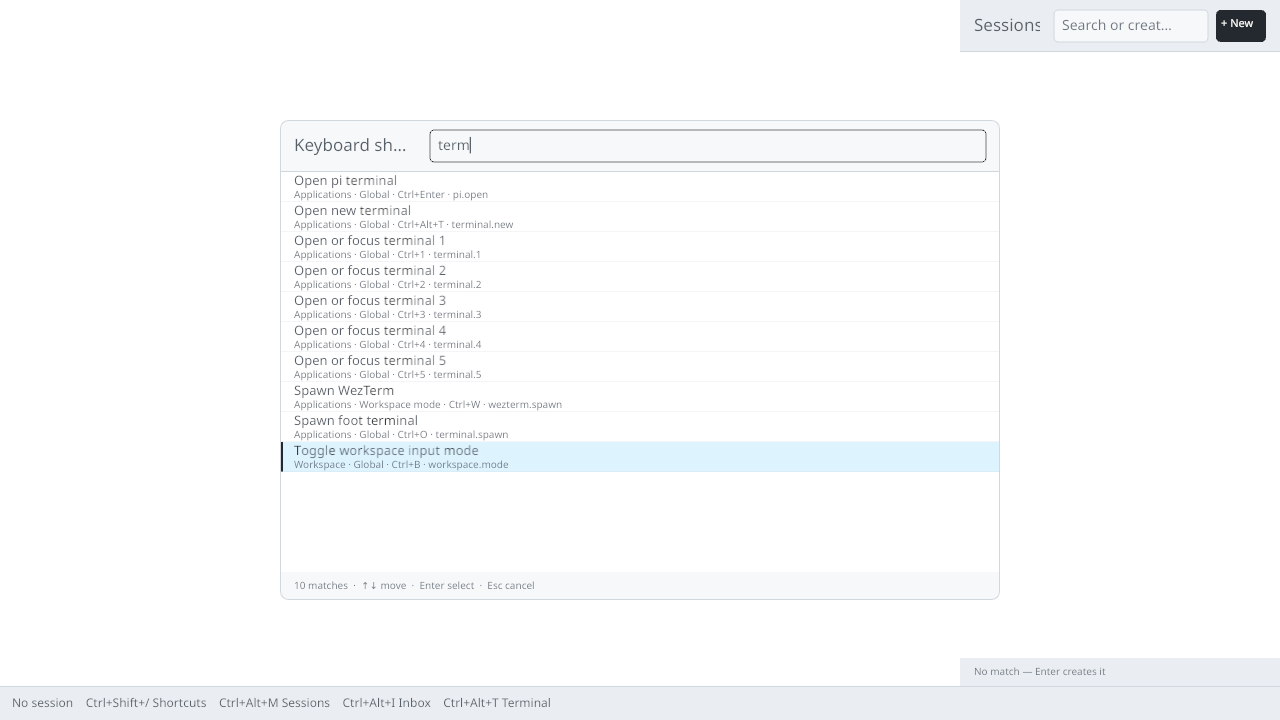 Sessions
Search or creat...
+ New
Keyboard sh...
term
Open pi terminal
Applications · Global · Ctrl+Enter · pi.open
Open new terminal
Applications · Global · Ctrl+Alt+T · terminal.new
Open or focus terminal 1
Applications · Global · Ctrl+1 · terminal.1
Open or focus terminal 2
Applications · Global · Ctrl+2 · terminal.2
Open or focus terminal 3
Applications · Global · Ctrl+3 · terminal.3
Open or focus terminal 4
Applications · Global · Ctrl+4 · terminal.4
Open or focus terminal 5
Applications · Global · Ctrl+5 · terminal.5
Spawn WezTerm
Applications · Workspace mode · Ctrl+W · wezterm.spawn
Spawn foot terminal
Applications · Global · Ctrl+O · terminal.spawn
Toggle workspace input mode
Workspace · Global · Ctrl+B · workspace.mode
10 matches · ↑↓ move · Enter select · Esc cancel
No match — Enter creates it
No session Ctrl+Shift+/ Shortcuts Ctrl+Alt+M Sessions Ctrl+Alt+I Inbox Ctrl+Alt+T Terminal